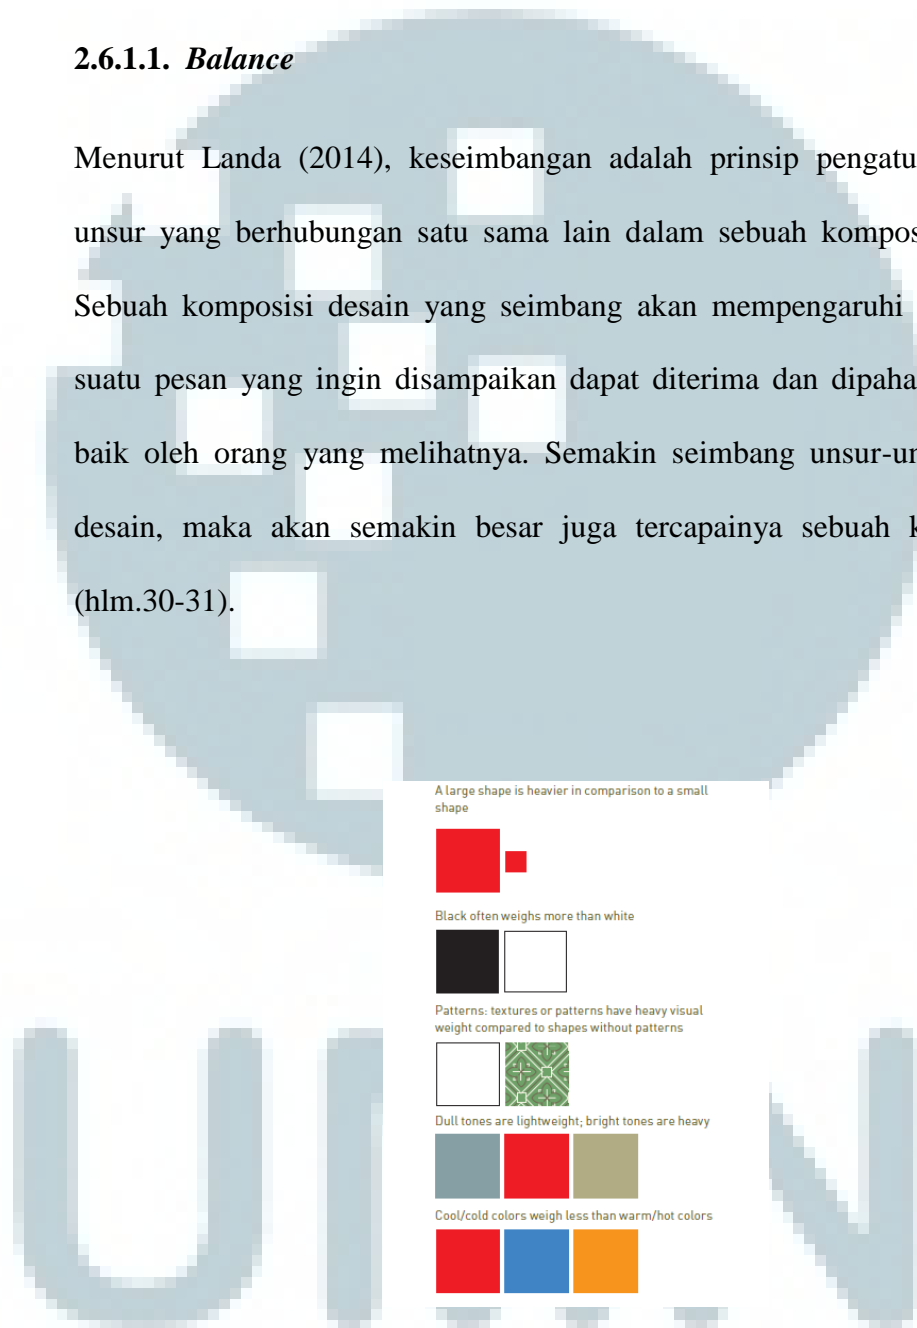 2.6.1.1. Balance
Menurut Landa (2014), keseimbangan adalah prinsip pengatu
unsur yang berhubungan satu sama lain dalam sebuah kompos
Sebuah komposisi desain yang seimbang akan mempengaruhi
suatu pesan yang ingin disampaikan dapat diterima dan dipaha
baik oleh orang yang melihatnya. Semakin seimbang unsur-un
desain, maka akan semakin besar juga tercapainya sebuah k
(hlm.30-31).
A large shape is heavier in comparison to a small
shape
Black often weighs more than white
Patterns: textures or patterns have heavy visual
weight compared to shapes without patterns
Dull tones are lightweight; bright tones are heavy
Cool/cold colors weigh less than warm/hot colors